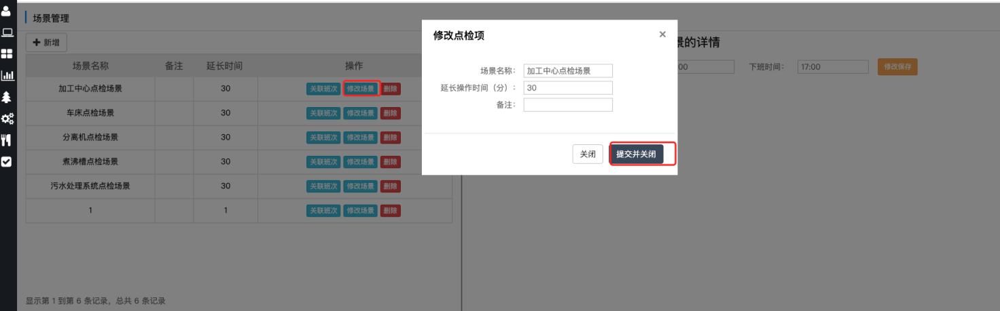 场景管理
新增
场景名称 备注 延长时间 操作
加工中心点检场景 30 关联班次 修改场景 删除
车床点检场景 30 关联班次 修改场景 删除
分离机点检场景 30 关联班次 修改场景 删除
煮沸槽点检场景 30 关联班次 修改场景 删除
污水处理系统点检场景 30 关联班次 修改场景 删除
1 1 关联班次 修改场景 删除
显示第 1 到第 6 条记录，总共 6 条记录
修改点检项 ×
场景名称： 加工中心点检场景
延长操作时间（分）： 30
备注：
关闭 提交并关闭
景的详情
00 下班时间： 17:00 修改保存